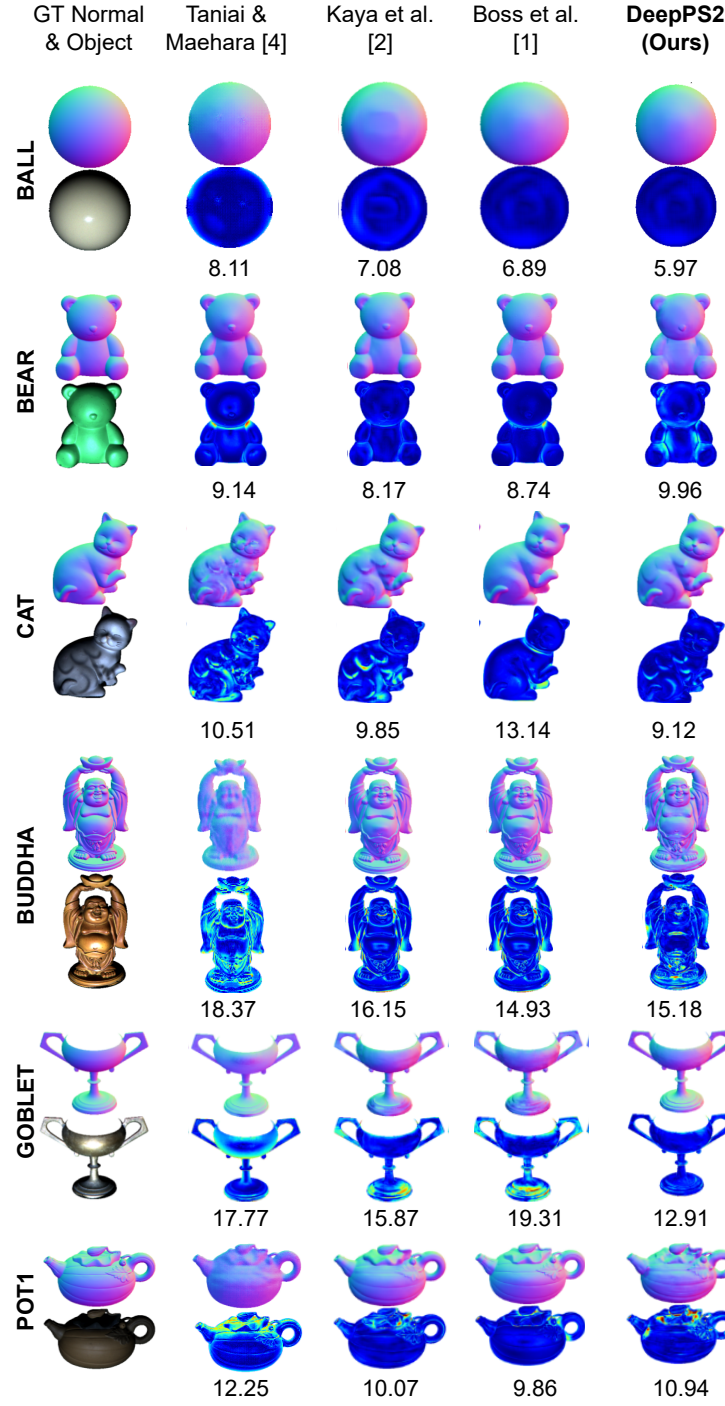 GT Normal & Object
Taniai & Maehara [4]
Kaya et al. [2]
Boss et al. [1]
DeepPS2 (Ours)
BALL
8.11 7.08 6.89 5.97
BEAR
9.14 8.17 8.74 9.96
CAT
10.51 9.85 13.14 9.12
BUDDHA
18.37 16.15 14.93 15.18
GOBLET
17.77 15.87 19.31 12.91
POT1
12.25 10.07 9.86 10.94